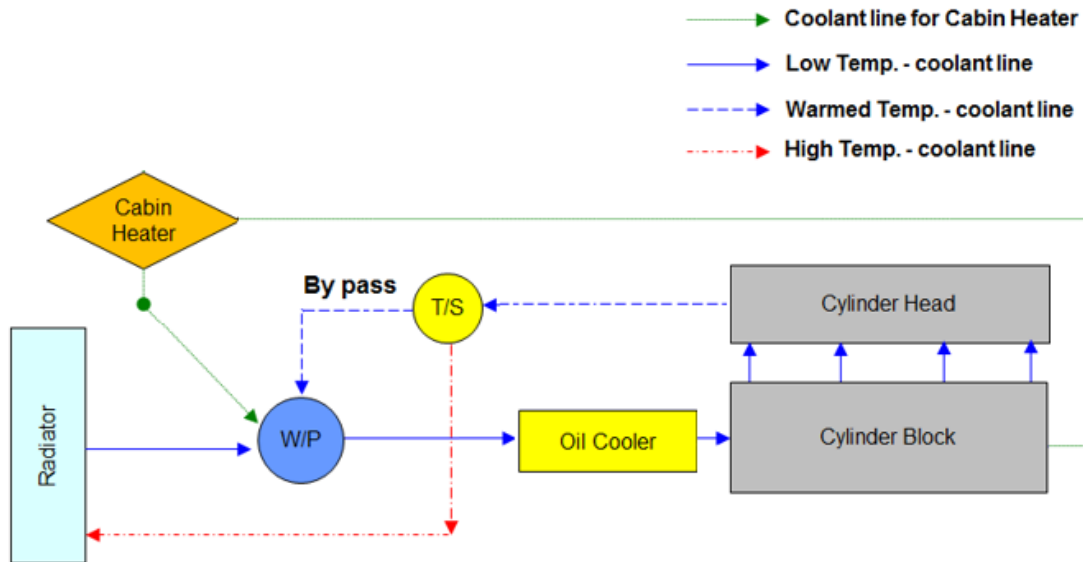 Coolant line for Cabin Heater
Low Temp. - coolant line
Warmed Temp. - coolant line
High Temp. - coolant line
Cabin
Heater
By pass
T/S
Cylinder Head
Radiator
W/P
Oil Cooler
Cylinder Block